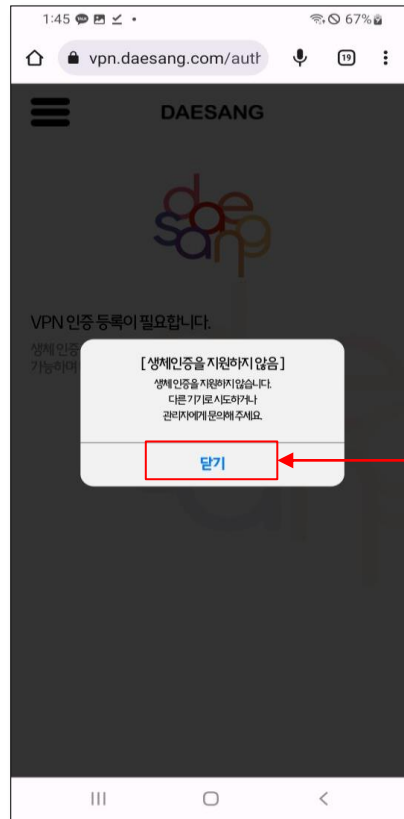 1:45
67%
vpn.daesang.com/auth
19
DAESANG
dae
sang
VPN 인증 등록이 필요합니다.
생체 인증
가능하며
[ 생체인증을 지원하지 않음 ]
생체 인증을 지원하지 않습니다.
다른 기기로 시도하거나
관리자에게 문의해 주세요.
닫기